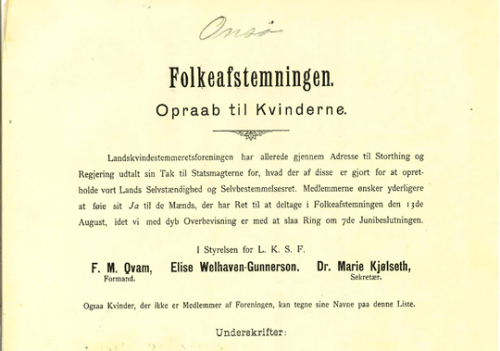 Onsø
Folkeafstemningen.
Opraab til Kvinderne.
Landskvindestemmeretsforeningen har allerede gjennem Adresse til Storthing og
Regjering udtalt sin Tak til Statsmagterne for, hvad der af disse er gjort for at opret-
holde vort Lands Selvstændighed og Selvbestemmelsesret. Medlemmerne ønsker yderligere
at føie sit Ja til de Mænds, der har Ret til at deltage i Folkeafstemningen den 13de
August, idet vi med dyb Overbevisning er med at slaa Ring om 7de Junibeslutningen.
I Styrelsen for L. K. S. F.
F. M. Qvam, Elise Welhaven-Gunnerson. Dr. Marie Kjølseth,
Formand. Sekretær.
Ogsaa Kvinder, der ikke er Medlemmer af Foreningen, kan tegne sine Navne paa denne Liste.
Underskrifter: